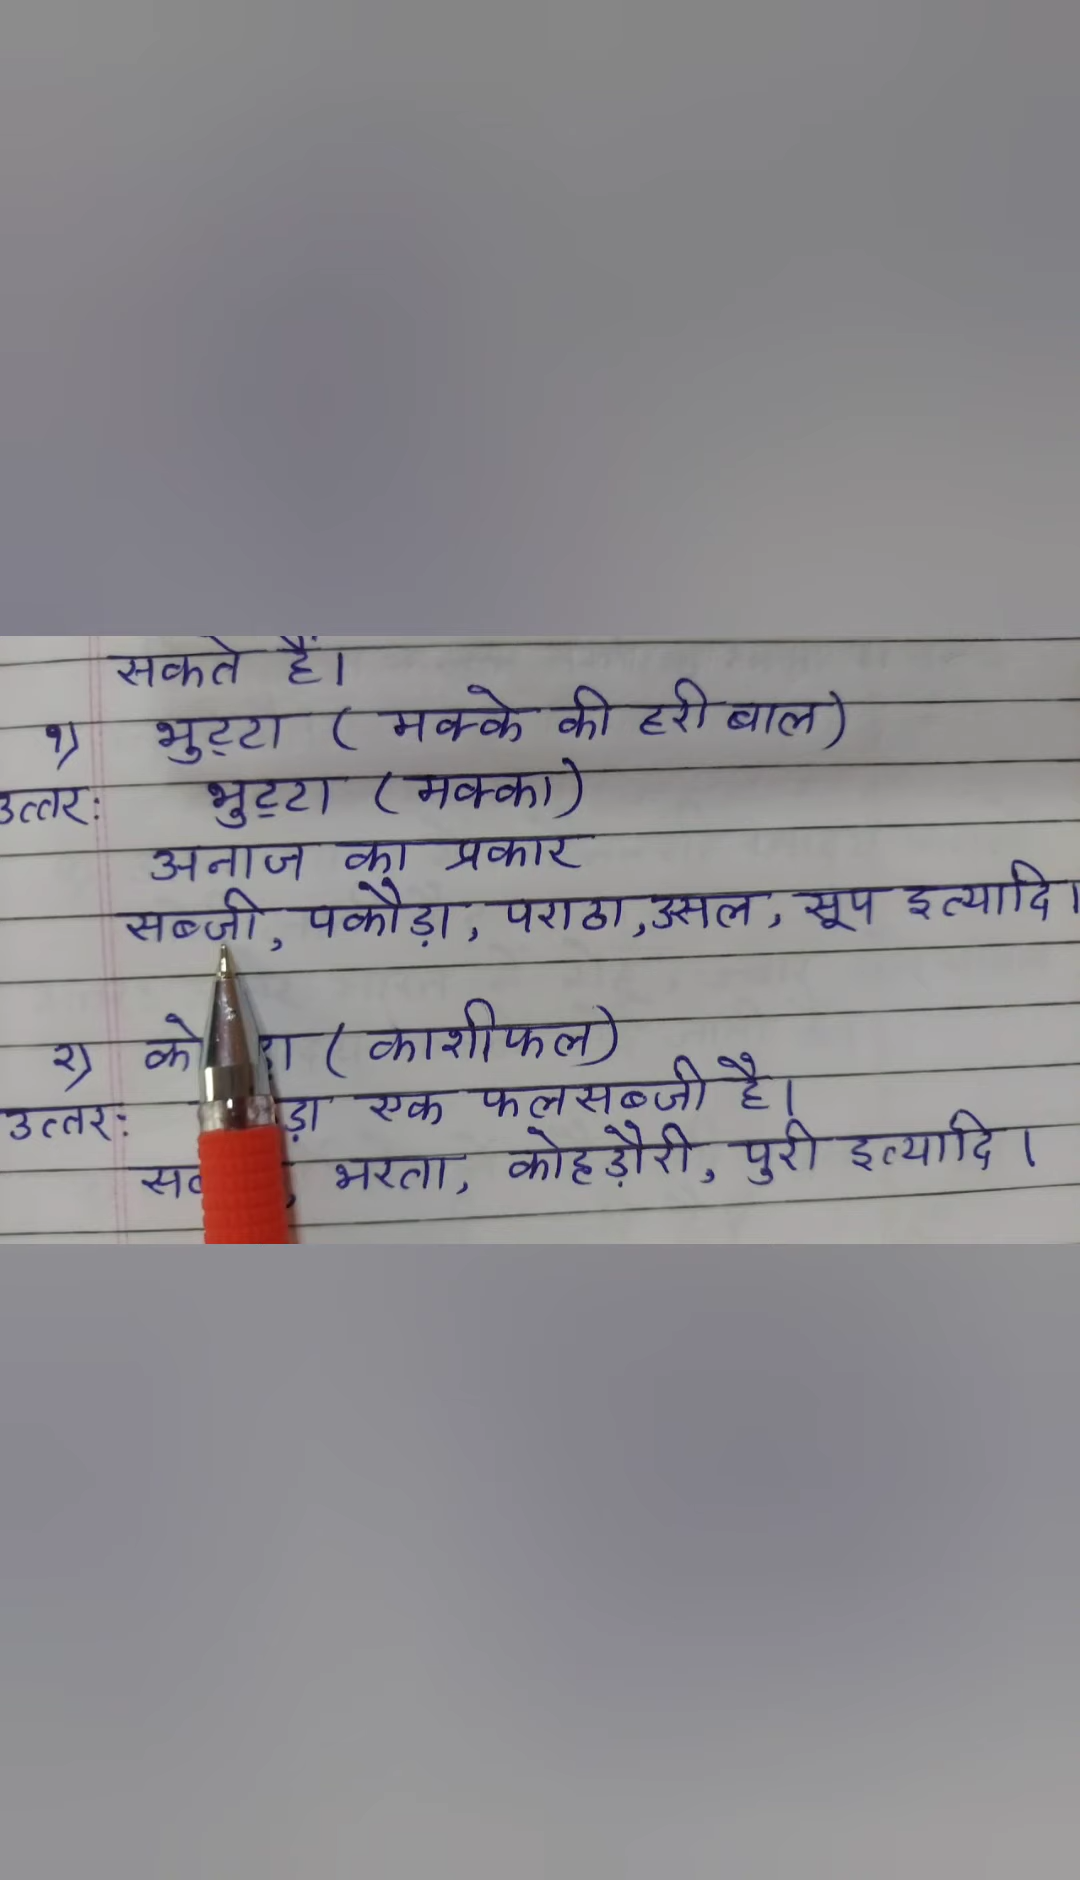 सकते हैं।
१) भुट्टा ( मक्के की हरी बाल )
उत्तर: भुट्टा ( मक्का )
अनाज का प्रकार
सब्जी, पकौड़ा, पराठा, उसल, सूप इत्यादि।
२) ( काशीफल )
उत्तर: एक फलसब्जी है।
भरता, कोहड़ौरी, पुरी इत्यादि ।